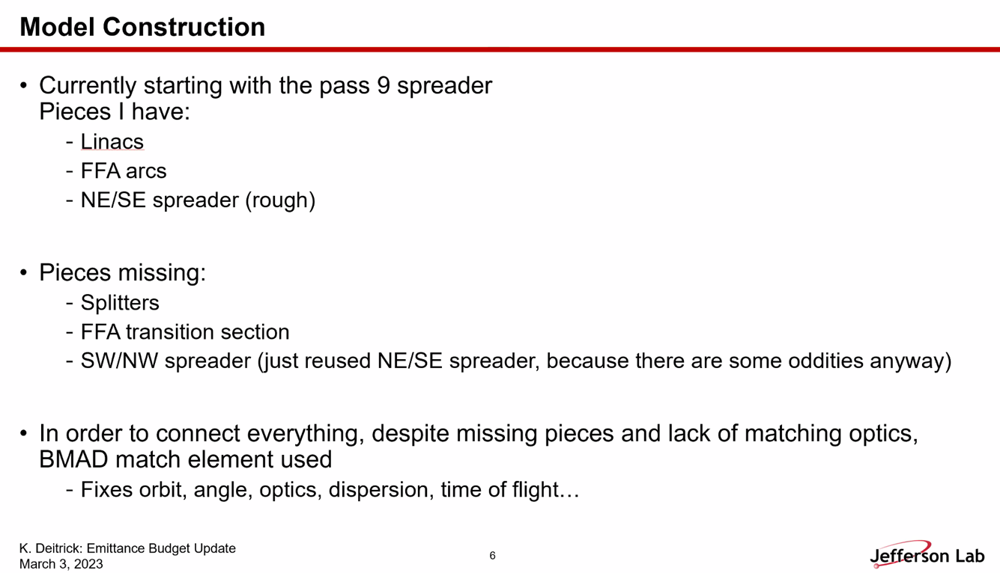 Model Construction
• Currently starting with the pass 9 spreader
Pieces I have:
- Linacs
- FFA arcs
- NE/SE spreader (rough)
• Pieces missing:
- Splitters
- FFA transition section
- SW/NW spreader (just reused NE/SE spreader, because there are some oddities anyway)
• In order to connect everything, despite missing pieces and lack of matching optics,
BMAD match element used
- Fixes orbit, angle, optics, dispersion, time of flight…
K. Deitrick: Emittance Budget Update
March 3, 2023
6
Jefferson Lab